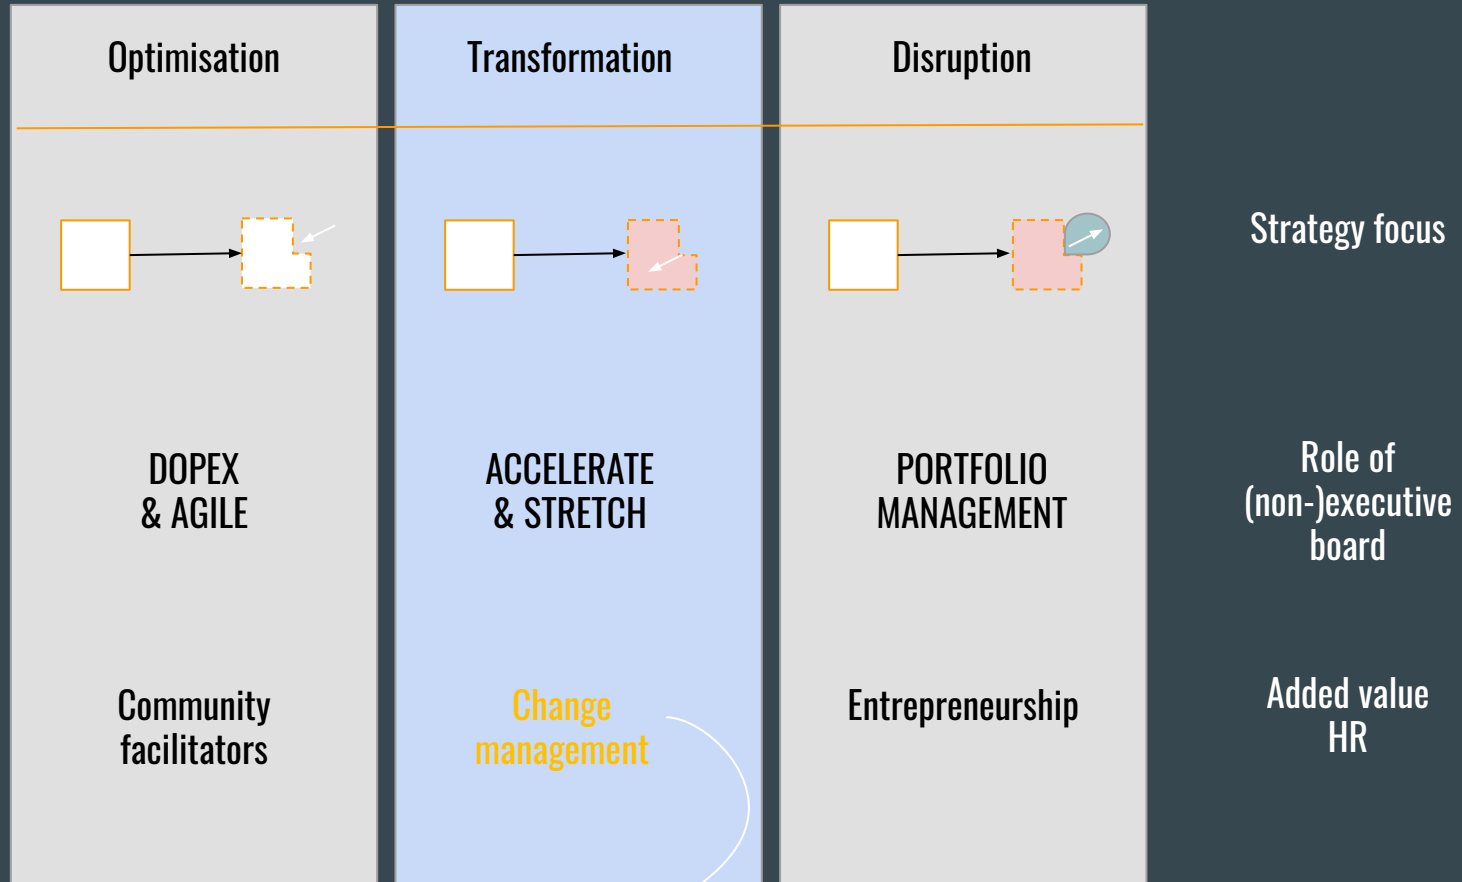 Optimisation
Transformation
Disruption
Strategy focus
DOPEX
& AGILE
ACCELERATE
& STRETCH
PORTFOLIO
MANAGEMENT
Role of
(non-)executive
board
Community
facilitators
Change
management
Entrepreneurship
Added value
HR